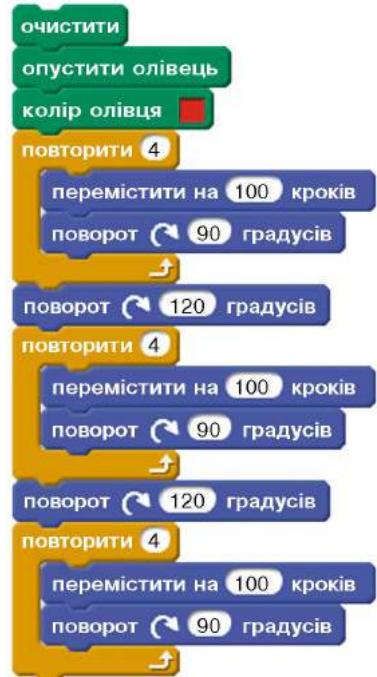 очистити
опустити олівець
колір олівця
повторити 4
перемістити на 100 кроків
поворот 90 градусів
поворот 120 градусів
повторити 4
перемістити на 100 кроків
поворот 90 градусів
поворот 120 градусів
повторити 4
перемістити на 100 кроків
поворот 90 градусів